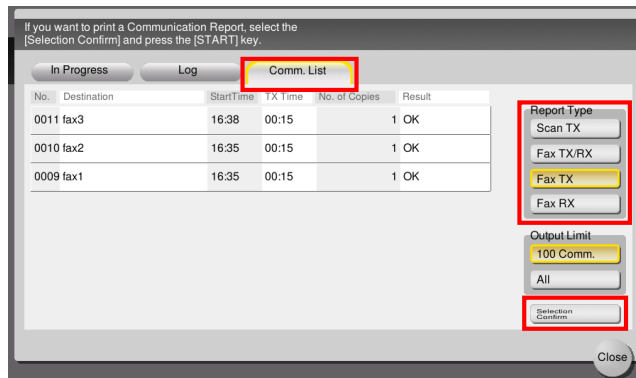 If you want to print a Communication Report, select the
[Selection Confirm] and press the [START] key.
In Progress Log Comm. List
No. Destination StartTime TX Time No. of Copies Result
0011 fax3 16:38 00:15 1 OK
0010 fax2 16:35 00:15 1 OK
0009 fax1 16:35 00:15 1 OK
Report Type
Scan TX
Fax TX/RX
Fax TX
Fax RX
Output Limit
100 Comm.
All
Selection
Confirm
Close